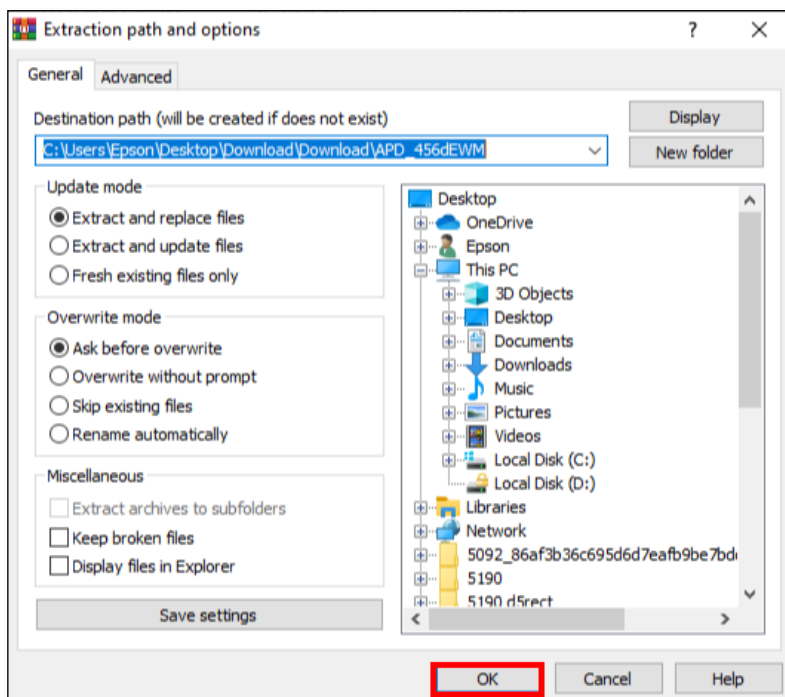 Extraction path and options
?
General
Advanced
Destination path (will be created if does not exist)
Display
C:\Users\Epson\Desktop\Download\Download\APD_456dEWM
New folder
Update mode
Extract and replace files
Extract and update files
Fresh existing files only
Overwrite mode
Ask before overwrite
Overwrite without prompt
Skip existing files
Rename automatically
Miscellaneous
Extract archives to subfolders
Keep broken files
Display files in Explorer
Save settings
Desktop
OneDrive
Epson
This PC
3D Objects
Desktop
Documents
Downloads
Music
Pictures
Videos
Local Disk (C:)
Local Disk (D:)
Libraries
Network
5190
5190 d5rect
OK
Cancel
Help